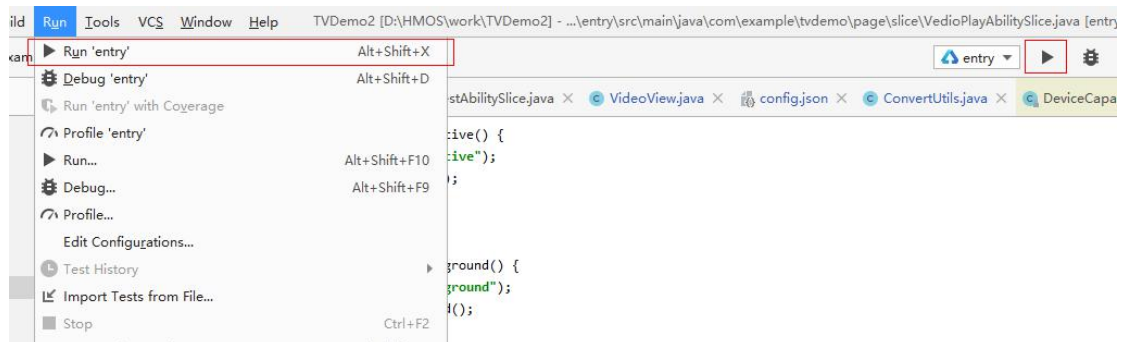 ild Run Tools VCS Window Help TVDemo2 [D:\HMOS\work\TVDemo2] - ...\entry\src\main\java\com\example\tvdemo\page\slice\VedioPlayAbilitySlice.java [entry
xam Run 'entry' Alt+Shift+X entry
Debug 'entry' Alt+Shift+D
stAbilitySlice.java × VideoView.java × config.json × ConvertUtils.java × DeviceCapa
Run 'entry' with Coverage
Profile 'entry' tive() {
Run... Alt+Shift+F10 tive");
Debug... Alt+Shift+F9 );
Profile...
Edit Configurations...
Test History ground() {
Import Tests from File... ground");
Stop Ctrl+F2 d();